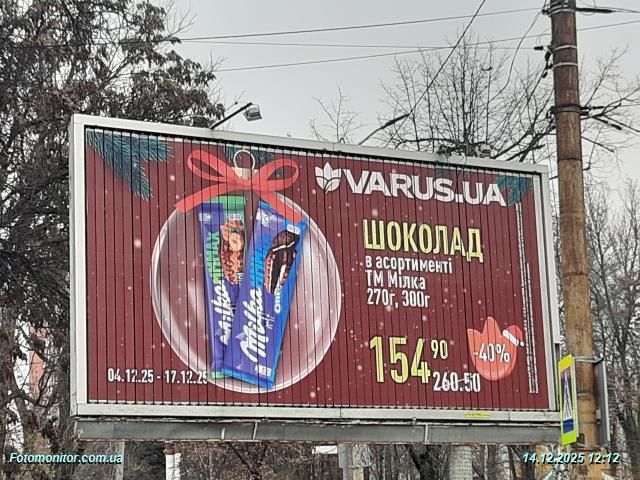 VARUS.UA
ШОКОЛАД
в асортименті
ТМ Мілка
270г, 300г
154 90
260.50
-40%
Milka
Milka
04.12.25 - 17.12.25
Fotomonitor.com.ua
14.12.2025 12:12